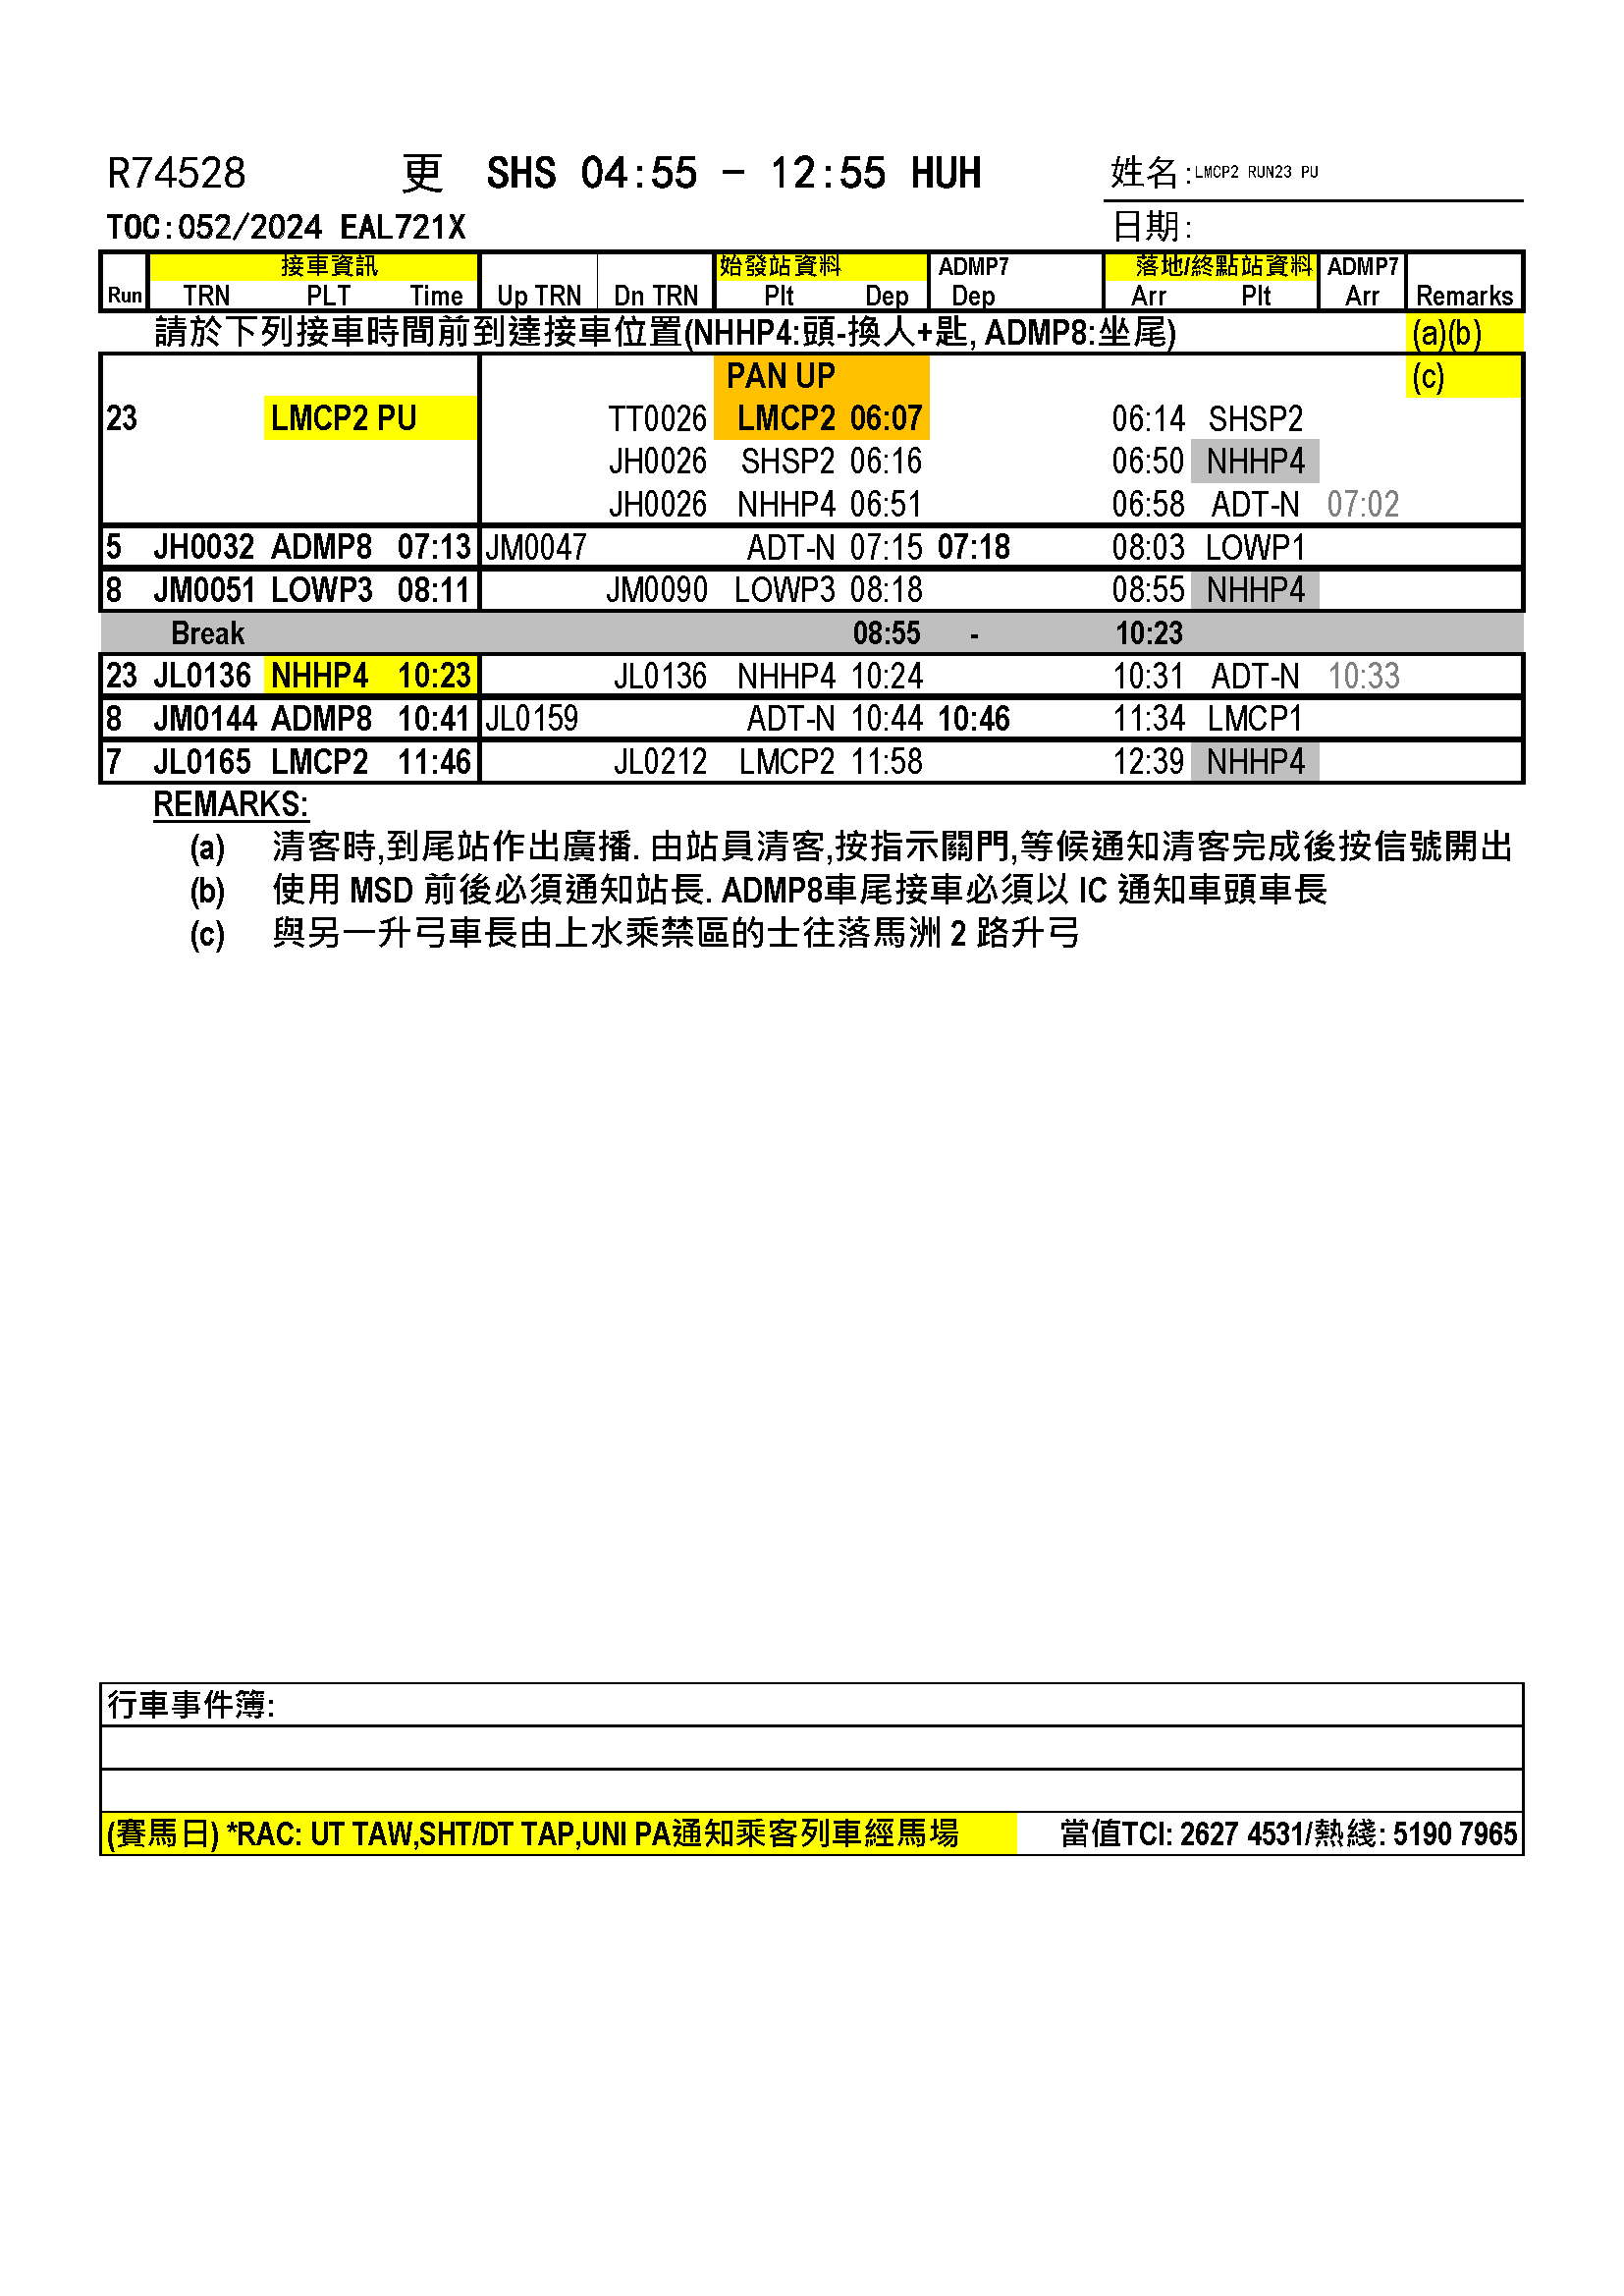 R74528 更 SHS 04:55 - 12:55 HUH 姓名:LMCP2 RUN23 PU
TOC:052/2024 EAL721X 日期:
接車資訊 始發站資料 ADMP7 落地/終點站資料 ADMP7
Run TRN PLT Time Up TRN Dn TRN Plt Dep Dep Arr Plt Arr Remarks
請於下列接車時間前到達接車位置(NHHP4:頭-換人+匙, ADMP8:坐尾) (a)(b)
PAN UP (c)
23 LMCP2 PU TT0026 LMCP2 06:07 06:14 SHSP2
JH0026 SHSP2 06:16 06:50 NHHP4
JH0026 NHHP4 06:51 06:58 ADT-N 07:02
5 JH0032 ADMP8 07:13 JM0047 ADT-N 07:15 07:18 08:03 LOWP1
8 JM0051 LOWP3 08:11 JM0090 LOWP3 08:18 08:55 NHHP4
Break 08:55 - 10:23
23 JL0136 NHHP4 10:23 JL0136 NHHP4 10:24 10:31 ADT-N 10:33
8 JM0144 ADMP8 10:41 JL0159 ADT-N 10:44 10:46 11:34 LMCP1
7 JL0165 LMCP2 11:46 JL0212 LMCP2 11:58 12:39 NHHP4
REMARKS:
(a) 清客時,到尾站作出廣播. 由站員清客,按指示關門,等候通知清客完成後按信號開出
(b) 使用 MSD 前後必須通知站長. ADMP8車尾接車必須以 IC 通知車頭車長
(c) 與另一升弓車長由上水乘禁區的士往落馬洲 2 路升弓
行車事件簿:
(賽馬日) *RAC: UT TAW,SHT/DT TAP,UNI PA通知乘客列車經馬場 當值TCI: 2627 4531/熱綫: 5190 7965